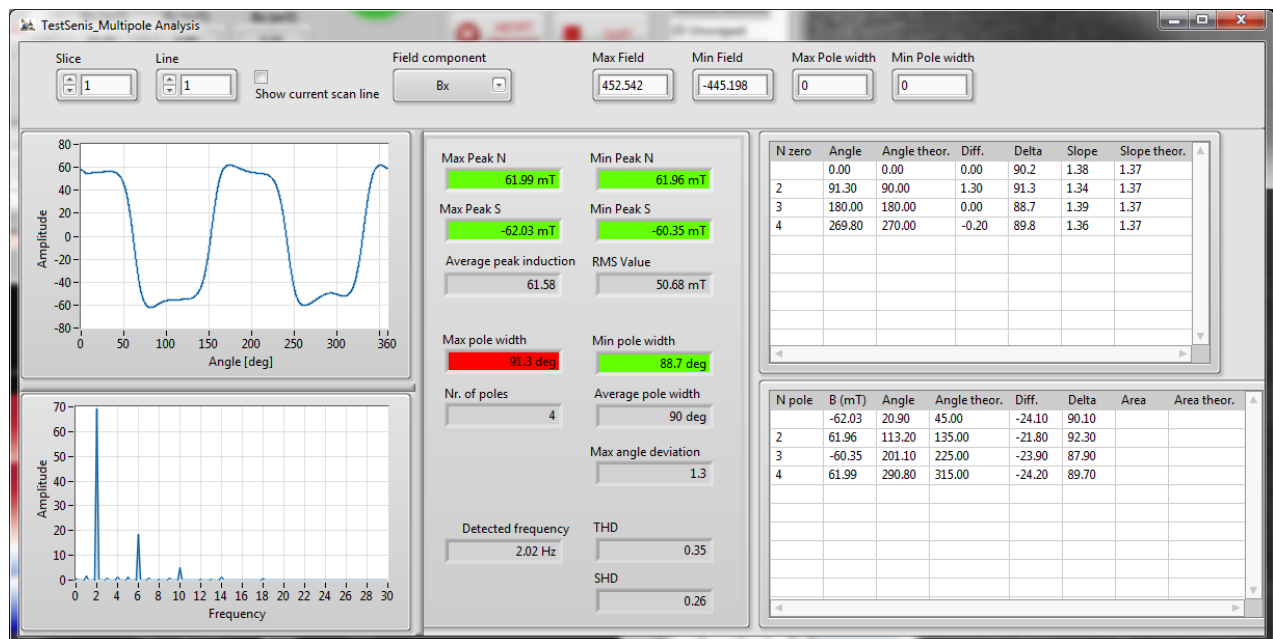 TestSenis_Multipole Analysis
Slice Line Field component Max Field Min Field Max Pole width Min Pole width
1 1 Show current scan line Bx 452.542 -445.198 0 0
80
60
40
20
0
-20
-40
-60
-80
Amplitude
0 50 100 150 200 250 300 360
Angle [deg]
70
60
50
40
30
20
10
0
Amplitude
0 2 4 6 8 10 12 14 16 18 20 22 24 26 28 30
Frequency
Max Peak N Min Peak N
61.99 mT 61.96 mT
Max Peak S Min Peak S
-62.03 mT -60.35 mT
Average peak induction RMS Value
61.58 50.68 mT
Max pole width Min pole width
91.3 deg 88.7 deg
Nr. of poles Average pole width
4 90 deg
Max angle deviation
1.3
Detected frequency THD
2.02 Hz 0.35
SHD
0.26
N zero Angle Angle theor. Diff. Delta Slope Slope theor.
0.00 0.00 0.00 90.2 1.38 1.37
2 91.30 90.00 1.30 91.3 1.34 1.37
3 180.00 180.00 0.00 88.7 1.39 1.37
4 269.80 270.00 -0.20 89.8 1.36 1.37
N pole B (mT) Angle Angle theor. Diff. Delta Area Area theor.
-62.03 20.90 45.00 -24.10 90.10
2 61.96 113.20 135.00 -21.80 92.30
3 -60.35 201.10 225.00 -23.90 87.90
4 61.99 290.80 315.00 -24.20 89.70